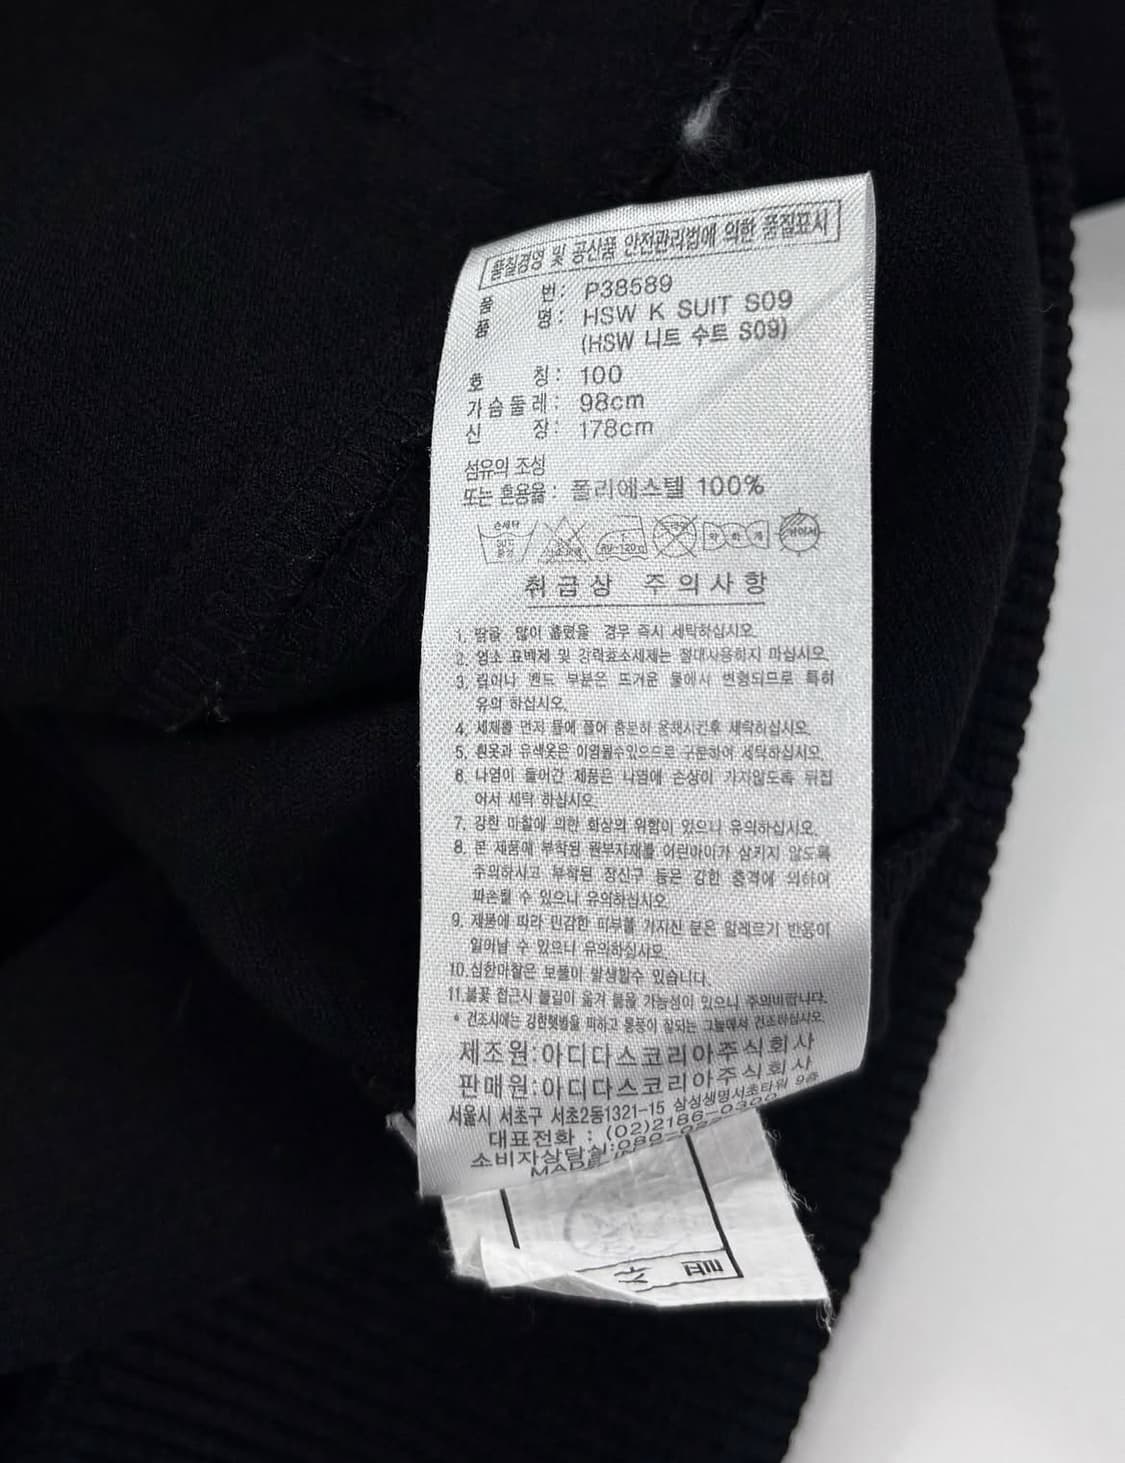 품질경영 및 공산품 안전관리법에 의한 품질표시
품 번: P38589
품 명: HSW K SUIT S09
(HSW 니트 수트 S09)
호 칭: 100
가슴둘레: 98cm
신 장: 178cm
섬유의 조성
또는 혼용율: 폴리에스텔 100%
손세탁
취급상 주의사항
1. 땀을 많이 흘렸을 경우 즉시 세탁하십시오.
2. 염소 표백제 및 강력효소세제는 절대사용하지 마십시오.
3. 립이나 밴드 부분은 뜨거운 물에서 변형되므로 특히
유의 하십시오.
4. 세제를 먼저 물에 풀어 충분히 용해시킨후 세탁하십시오.
5. 흰옷과 유색옷은 이염될수있으므로 구분하여 세탁하십시오.
6. 나염이 들어간 제품은 나염에 손상이 가지않도록 뒤집
어서 세탁 하십시오.
7. 강한 마찰에 의한 화상의 위험이 있으니 유의하십시오.
8. 본 제품에 부착된 원부자재를 어린아이가 삼키지 않도록
주의하시고 부착된 장신구 등은 강한 충격에 의하여
파손될 수 있으니 유의하십시오.
9. 제품에 따라 민감한 피부를 가지신 분은 알레르기 반응이
일어날 수 있으니 유의하십시오.
10.심한마찰은 보풀이 발생할수 있습니다.
11.불꽃 접근시 불길이 옮겨 붙을 가능성이 있으니 주의바랍니다.
* 건조시에는 강한햇볕을 피하고 통풍이 잘되는 그늘에서 건조하십시오.
제조원:아디다스코리아주식회사
판매원:아디다스코리아주식회사
서울시 서초구 서초2동1321-15 삼성생명서초타워 9층
대표전화 : (02)2186-0300
소비자상담실:080-022-
MADE IN